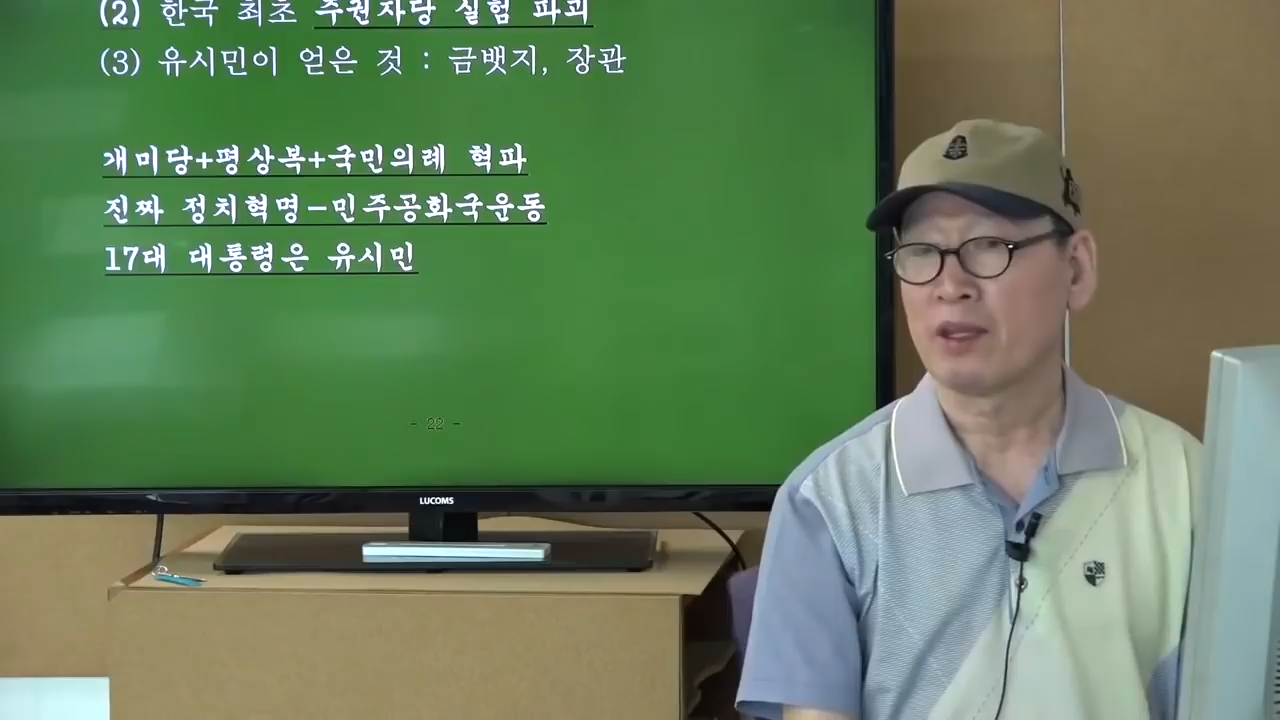 (2) 한국 최초 주권자당 실험 파괴
(3) 유시민이 얻은 것 : 금뱃지, 장관
개미당+평상복+국민의례 혁파
진짜 정치혁명-민주공화국운동
17대 대통령은 유시민
- 22 -
LUCOMS